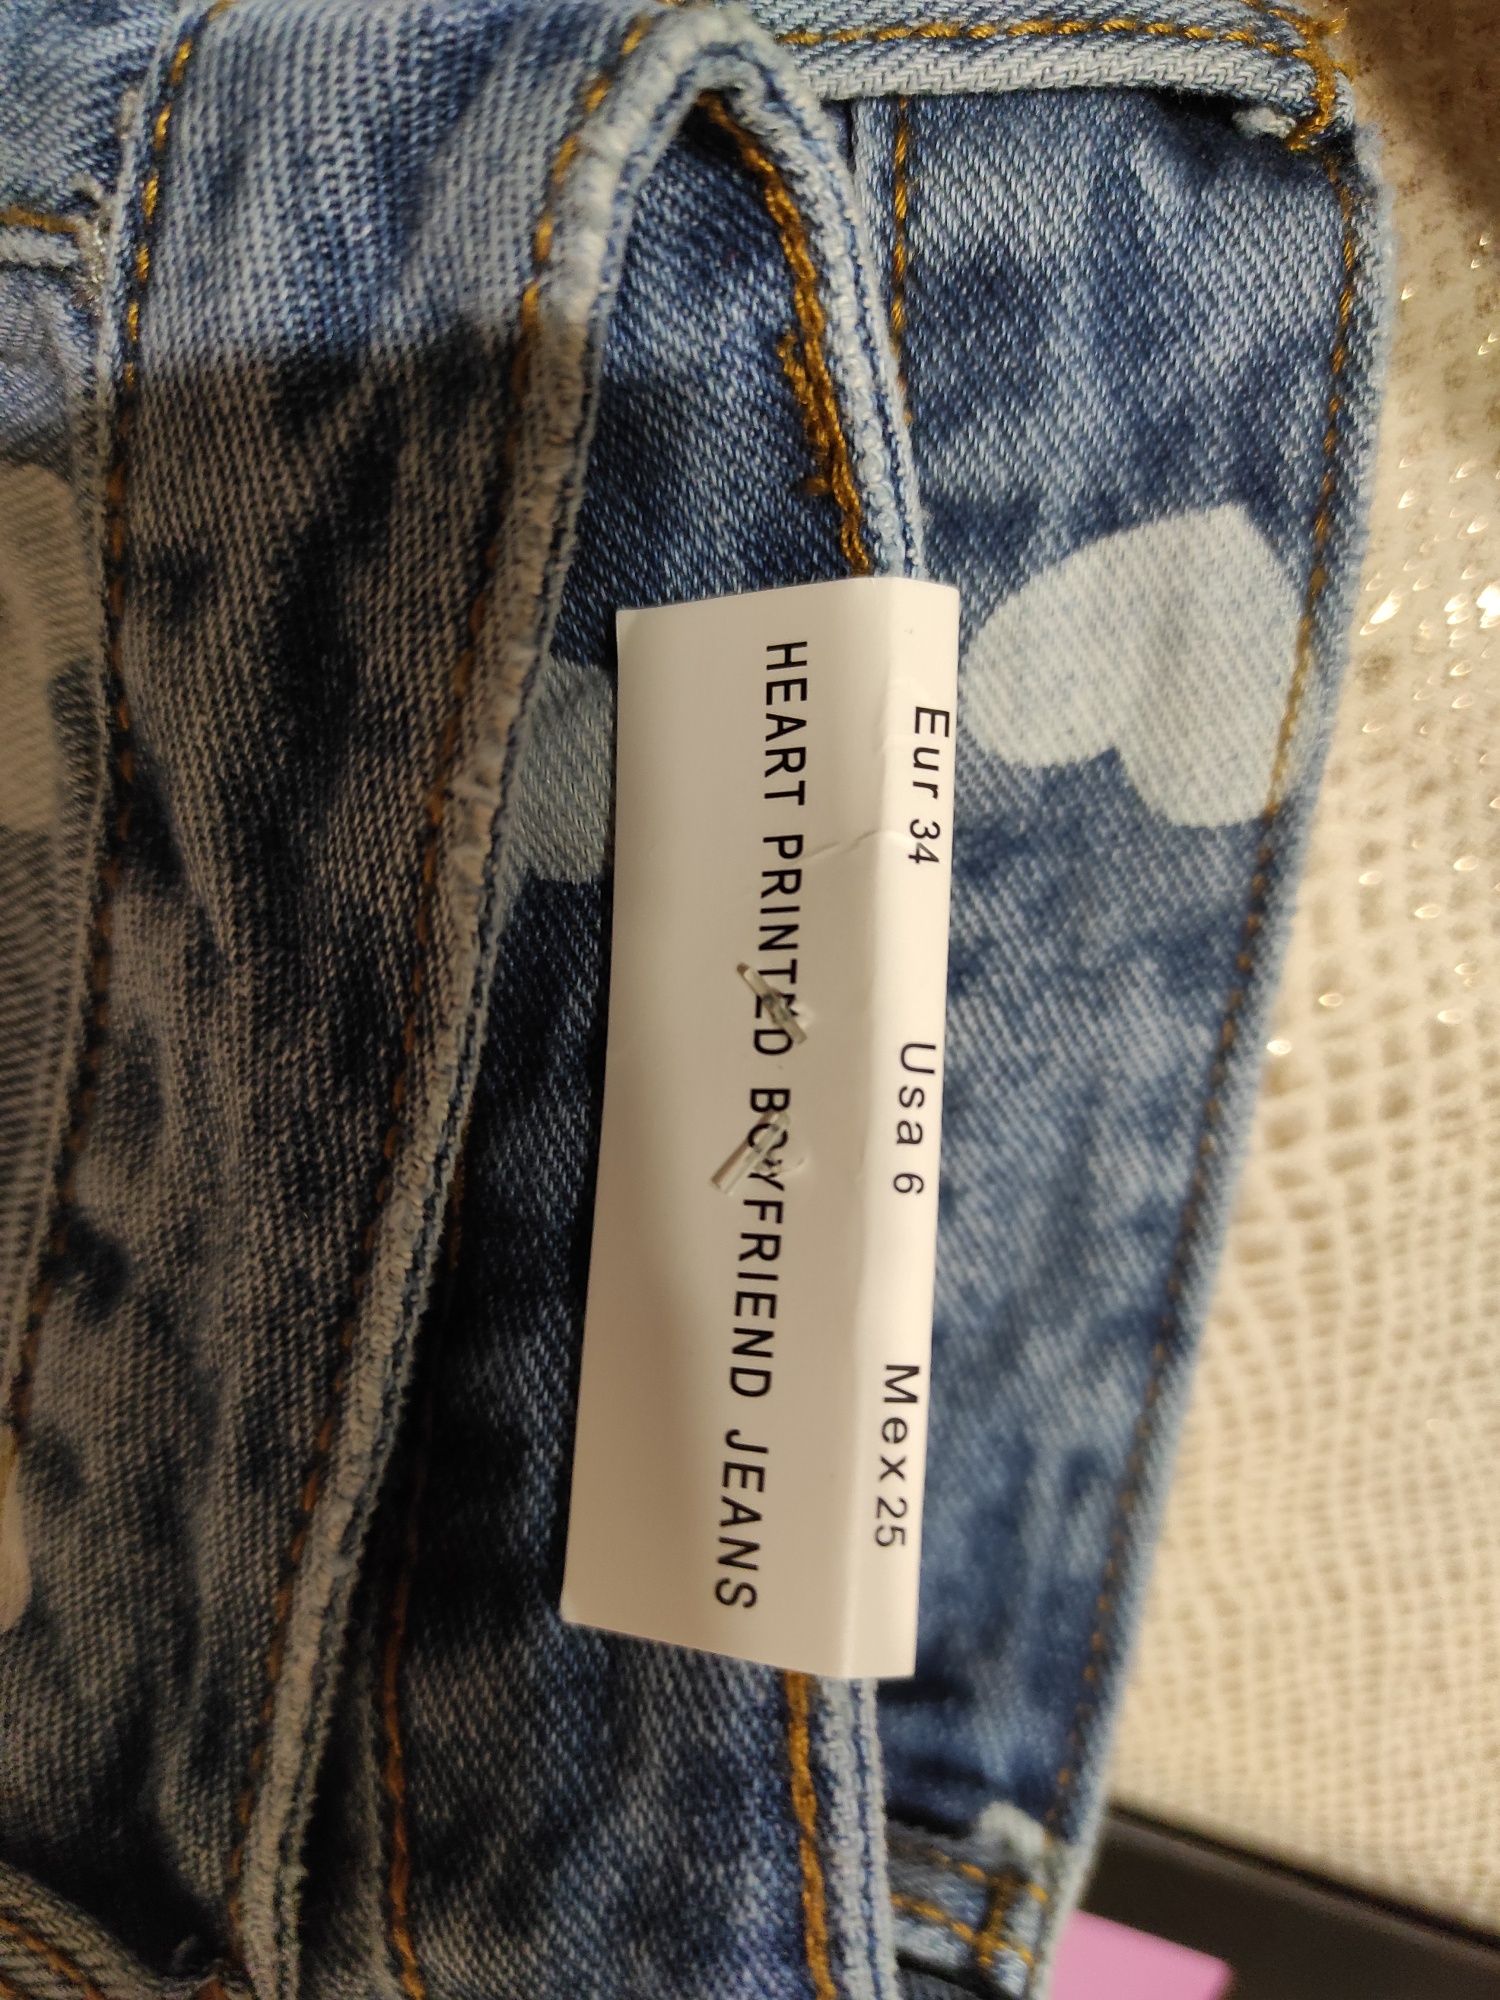 Eur 34 Usa 6 Mex 25
HEART PRINTED BOYFRIEND JEANS